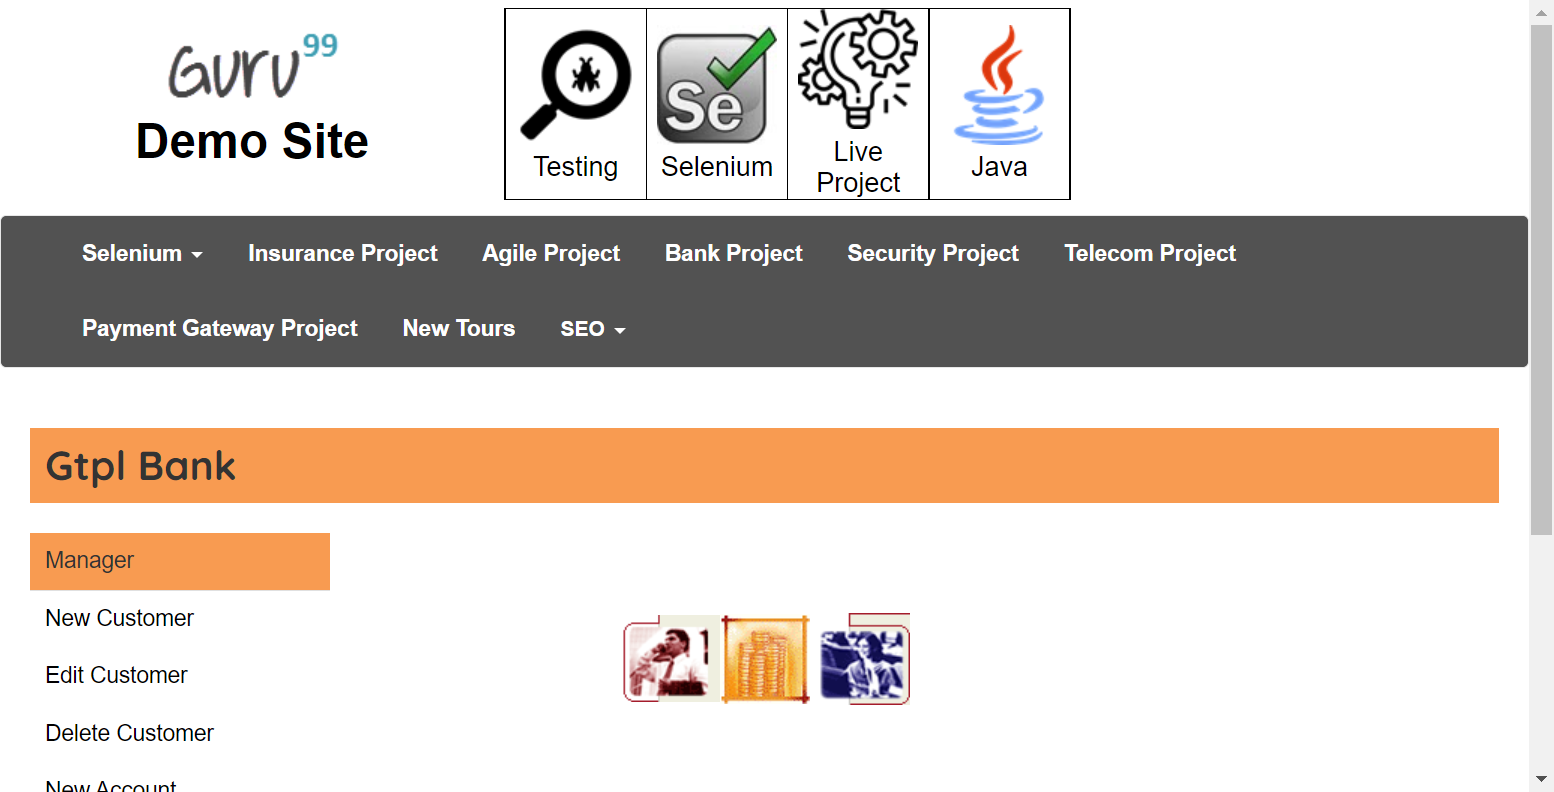 Guru99
Demo Site
Testing
Se
Selenium
Live
Project
Java
Selenium
Insurance Project
Agile Project
Bank Project
Security Project
Telecom Project
Payment Gateway Project
New Tours
SEO
Gtpl Bank
Manager
New Customer
Edit Customer
Delete Customer
New Account